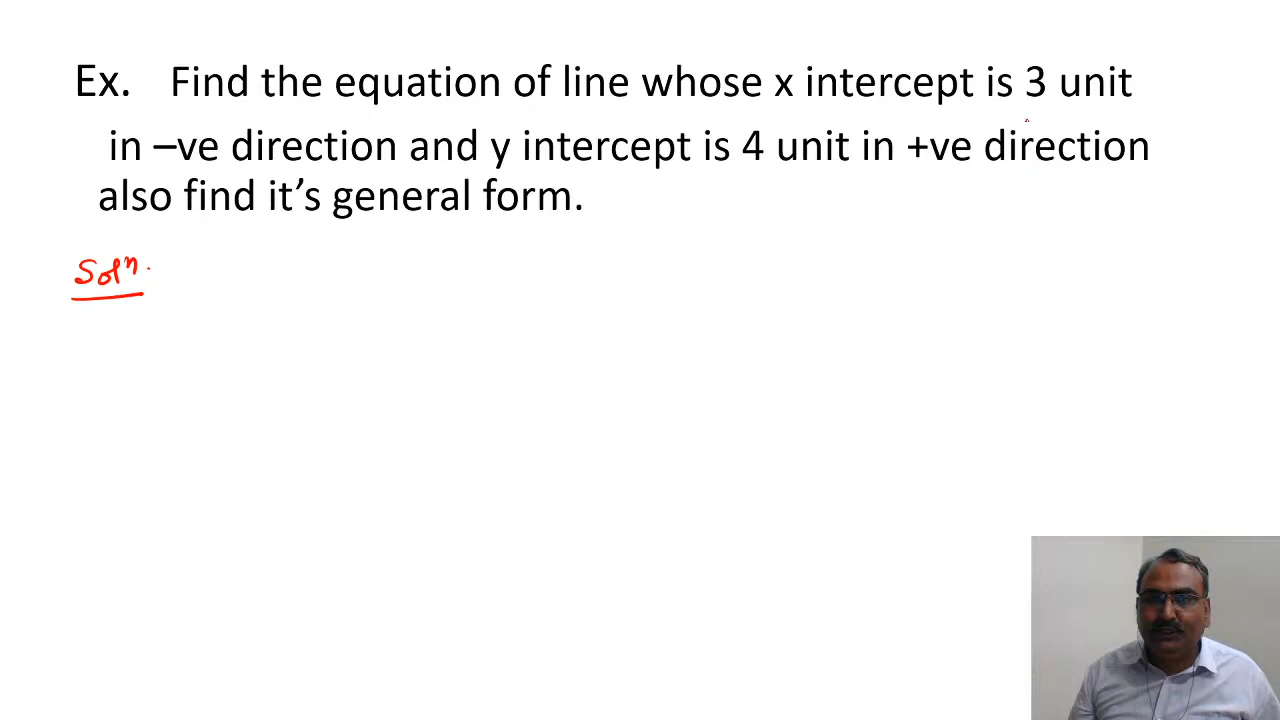 Ex. Find the equation of line whose x intercept is 3 unit
in –ve direction and y intercept is 4 unit in +ve direction
also find it’s general form.
Solⁿ.